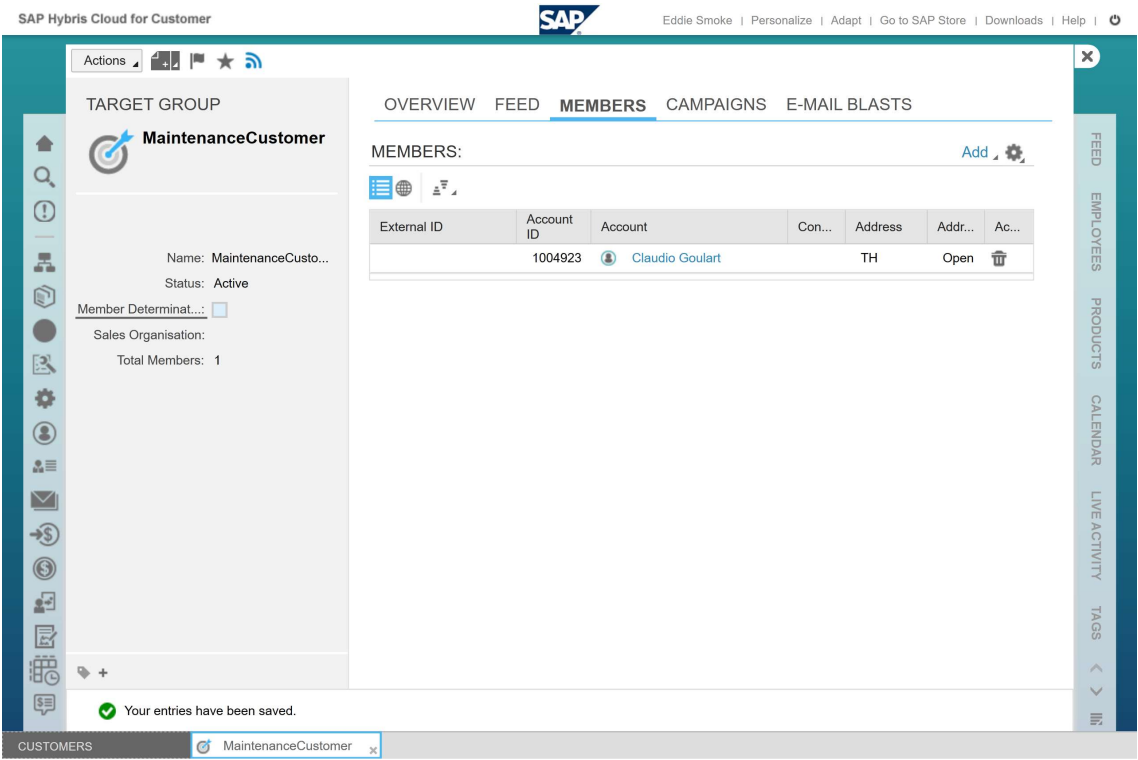 SAP Hybris Cloud for Customer
SAP
Eddie Smoke | Personalize | Adapt | Go to SAP Store | Downloads | Help |
Actions
TARGET GROUP
MaintenanceCustomer
Name: MaintenanceCusto...
Status: Active
Member Determinat...:
Sales Organisation:
Total Members: 1
OVERVIEW FEED MEMBERS CAMPAIGNS E-MAIL BLASTS
MEMBERS:
Add
External ID Account ID Account Con... Address Addr... Ac...
1004923 Claudio Goulart TH Open
FEED
EMPLOYEES
PRODUCTS
CALENDAR
LIVE ACTIVITY
TAGS
Your entries have been saved.
CUSTOMERS
MaintenanceCustomer